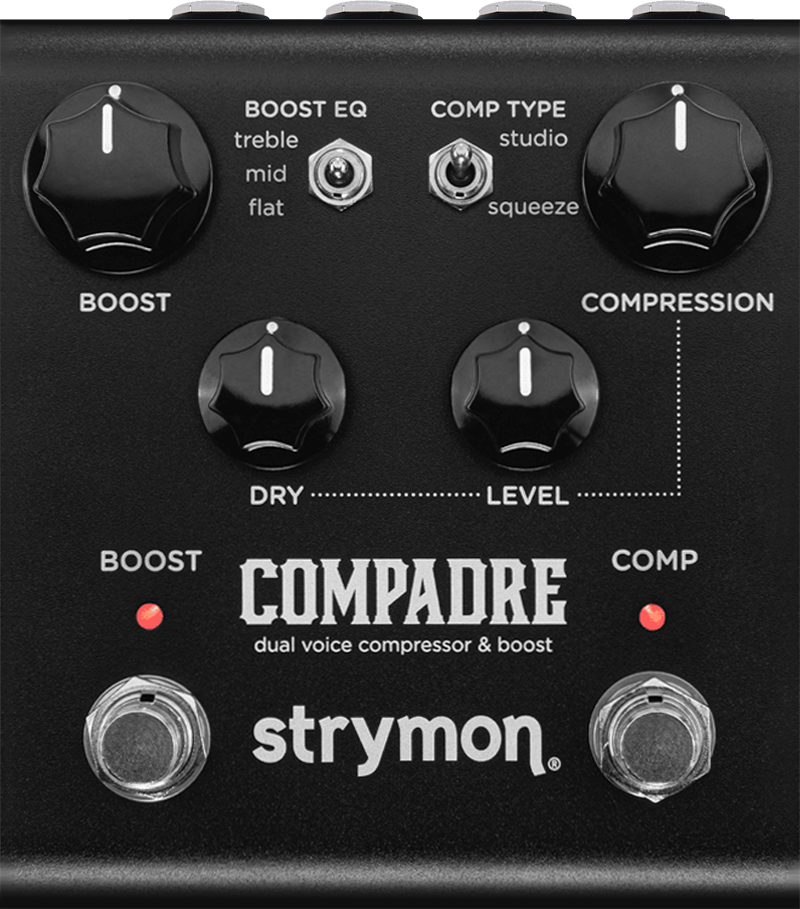 BOOST EQ
treble
mid
flat
COMP TYPE
studio
squeeze
BOOST
COMPRESSION
DRY
LEVEL
BOOST
COMPADRE
dual voice compressor & boost
COMP
strymon®